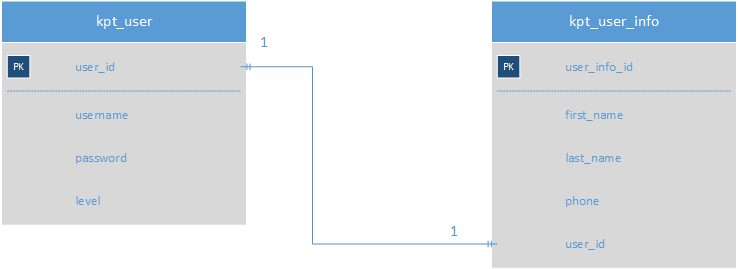 kpt_user
PK
user_id
username
password
level
1
1
kpt_user_info
PK
user_info_id
first_name
last_name
phone
user_id